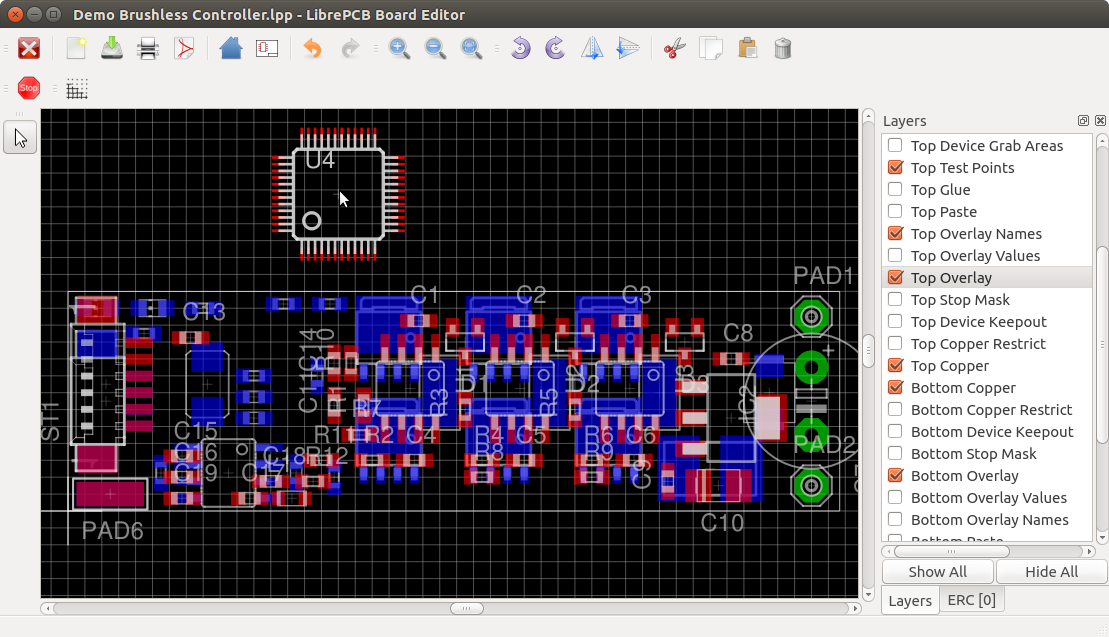 Demo Brushless Controller.lpp - LibrePCB Board Editor
Stop
Layers
Top Device Grab Areas
Top Test Points
Top Glue
Top Paste
Top Overlay Names
Top Overlay Values
Top Overlay
Top Stop Mask
Top Device Keepout
Top Copper Restrict
Top Copper
Bottom Copper
Bottom Copper Restrict
Bottom Device Keepout
Bottom Stop Mask
Bottom Overlay
Bottom Overlay Values
Bottom Overlay Names
Bottom Paste
Show All
Hide All
Layers
ERC [0]
U4
PAD1
C1
C2
C3
C13
C8
C14
C11
R11
D1
D2
R3
R5
R7
ST1
C15
C16
C19
C18
R12
R1
R2
C4
R4
C5
R6
C6
R8
R9
C9
PAD2
PAD6
C10